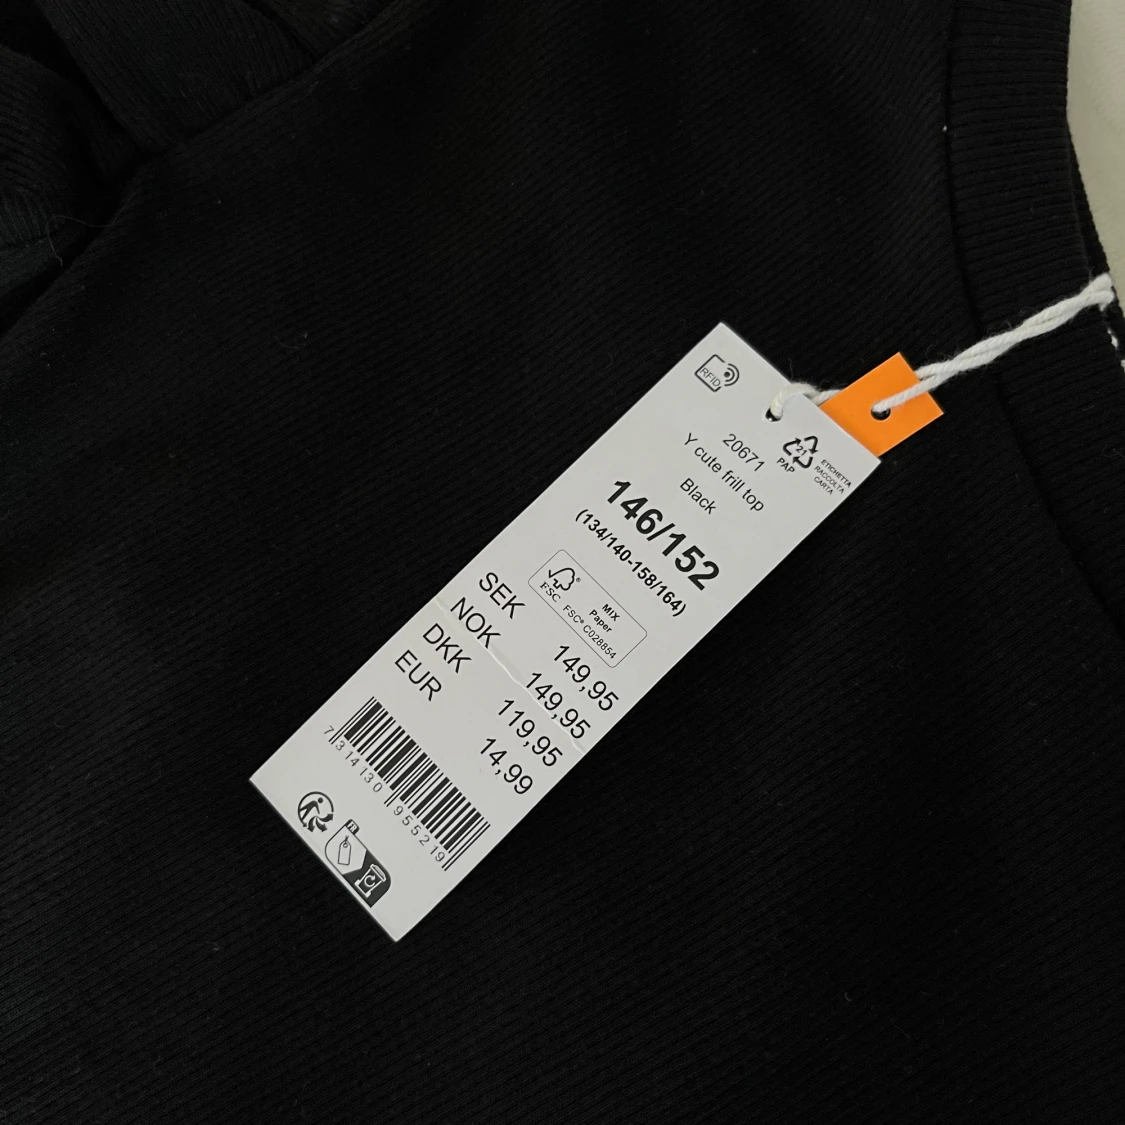 RFID
21
PAP
ETICHETTA
RACCOLTA
CARTA
20671
Y cute frill top
Black
146/152
(134/140-158/164)
FSC
MIX
Paper
FSC® C028854
SEK 149,95
NOK 149,95
DKK 119,95
EUR 14,99
7 314130 955219
FR